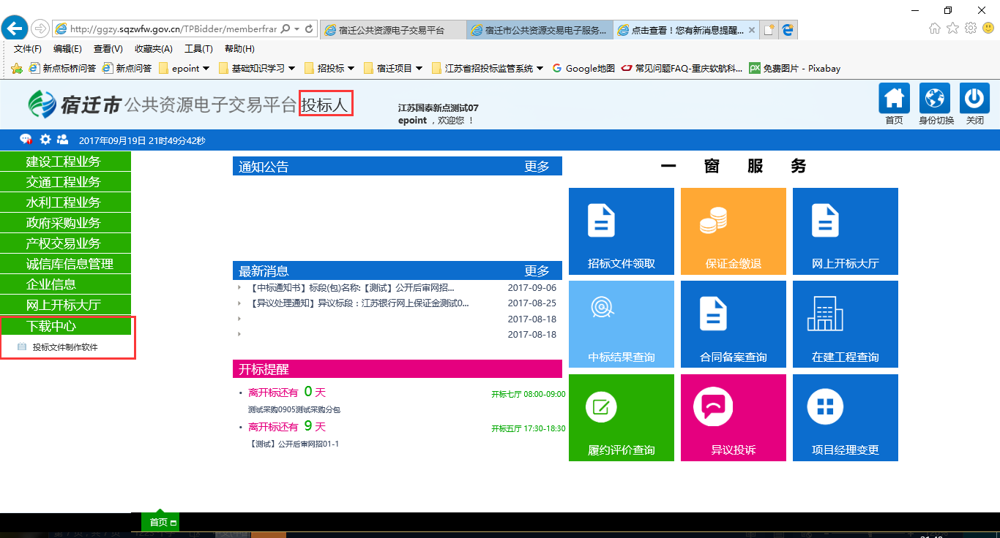 http://ggzy.sqzwfw.gov.cn/TPBidder/memberfrar
宿迁公共资源电子交易平台
宿迁市公共资源交易电子服务...
点击查看！您有新消息提醒...
文件(F) 编辑(E) 查看(V) 收藏夹(A) 工具(T) 帮助(H)
新点标桥问答 新点问答 epoint 基础知识学习 招投标 宿迁项目 江苏省招投标监管系统 Google地图 常见问题FAQ-重庆软航科... 免费图片 - Pixabay
宿迁市公共资源电子交易平台 投标人
江苏国泰新点测试07
epoint ，欢迎您 ！
首页 身份切换 关闭
2017年09月19日 21时49分42秒
建设工程业务
交通工程业务
水利工程业务
政府采购业务
产权交易业务
诚信库信息管理
企业信息
网上开标大厅
下载中心
投标文件制作软件
通知公告 更多
最新消息 更多
【中标通知书】标段(包)名称:【测试】公开后审网招... 2017-09-06
【异议处理通知】异议标段：江苏银行网上保证金测试0... 2017-08-25
2017-08-18
2017-08-18
开标提醒
离开标还有 0 天 开标七厅 08:00-09:00
测试采购0905测试采购分包
离开标还有 9 天 开标五厅 17:30-18:30
【测试】公开后审网招01-1
一 窗 服 务
招标文件领取
保证金缴退
网上开标大厅
中标结果查询
合同备案查询
在建工程查询
履约评价查询
异议投诉
项目经理变更
首页